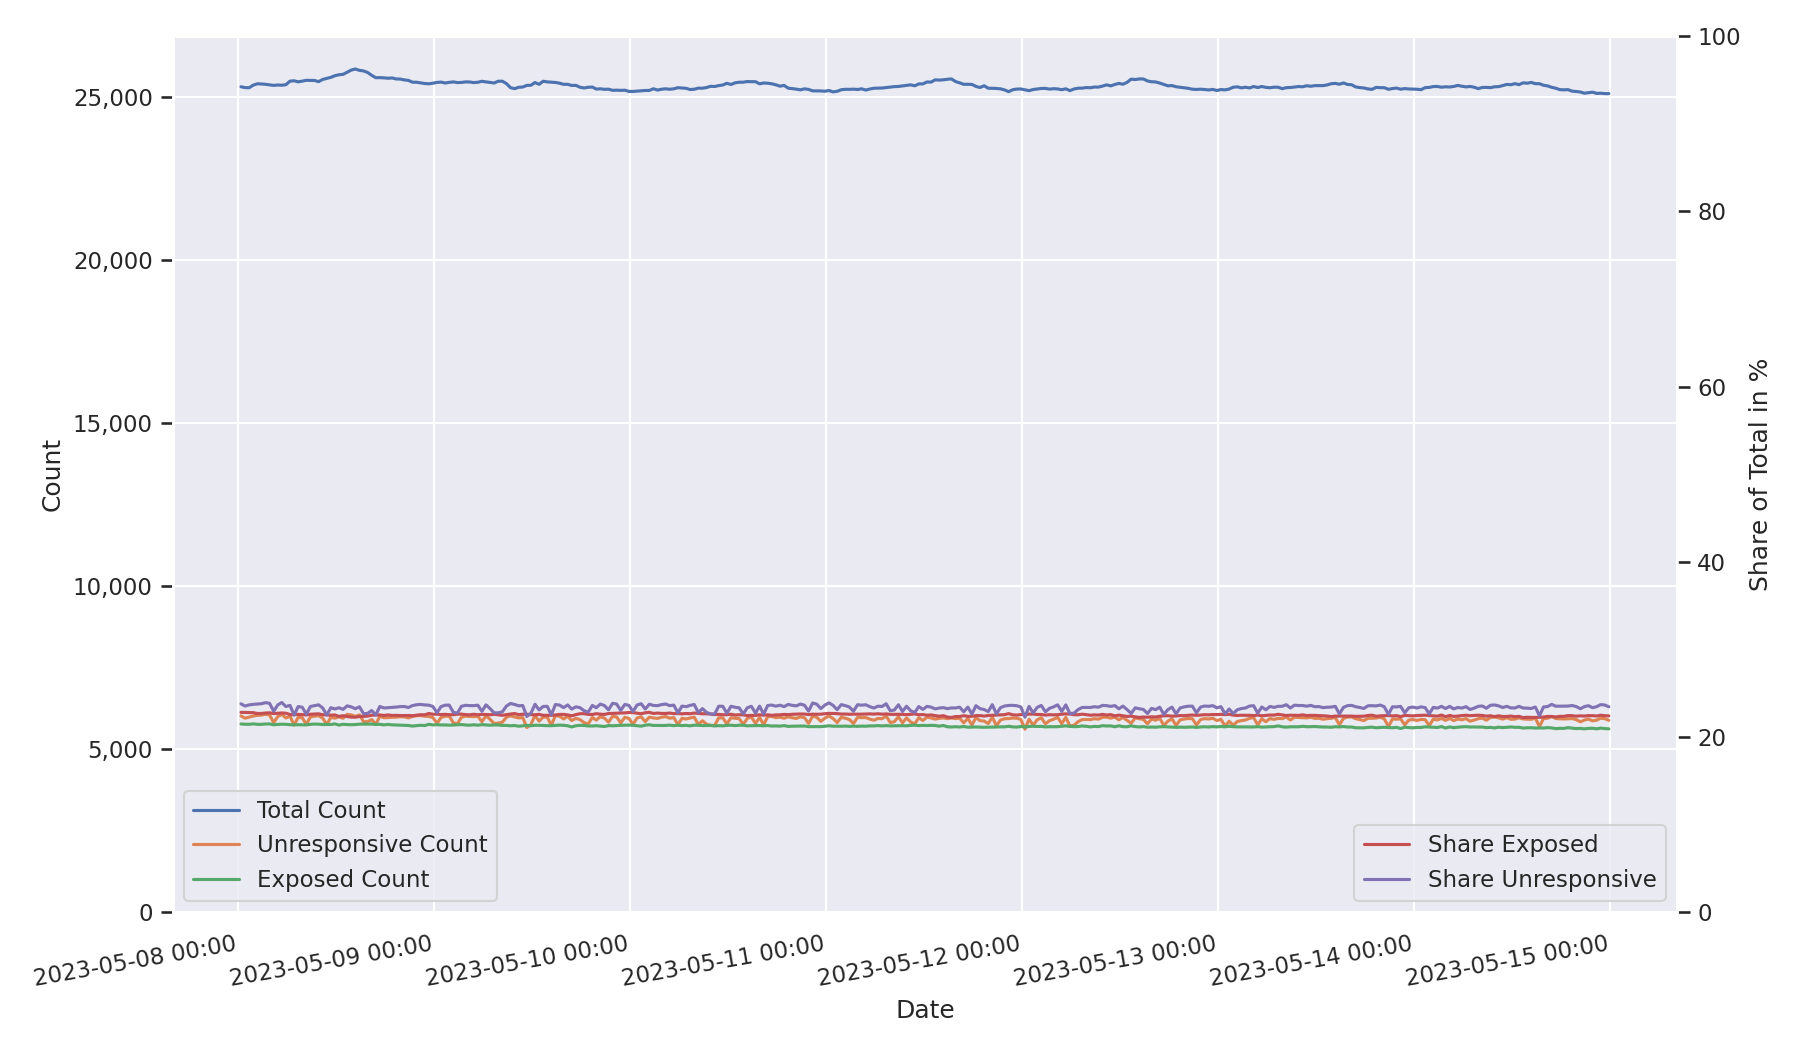 100
25,000
80
20,000
60
15,000
Count
Share of Total in %
40
10,000
20
5,000
Total Count
Unresponsive Count
Exposed Count
Share Exposed
Share Unresponsive
0
0
2023-05-08 00:00
2023-05-09 00:00
2023-05-10 00:00
2023-05-11 00:00
2023-05-12 00:00
2023-05-13 00:00
2023-05-14 00:00
2023-05-15 00:00
Date